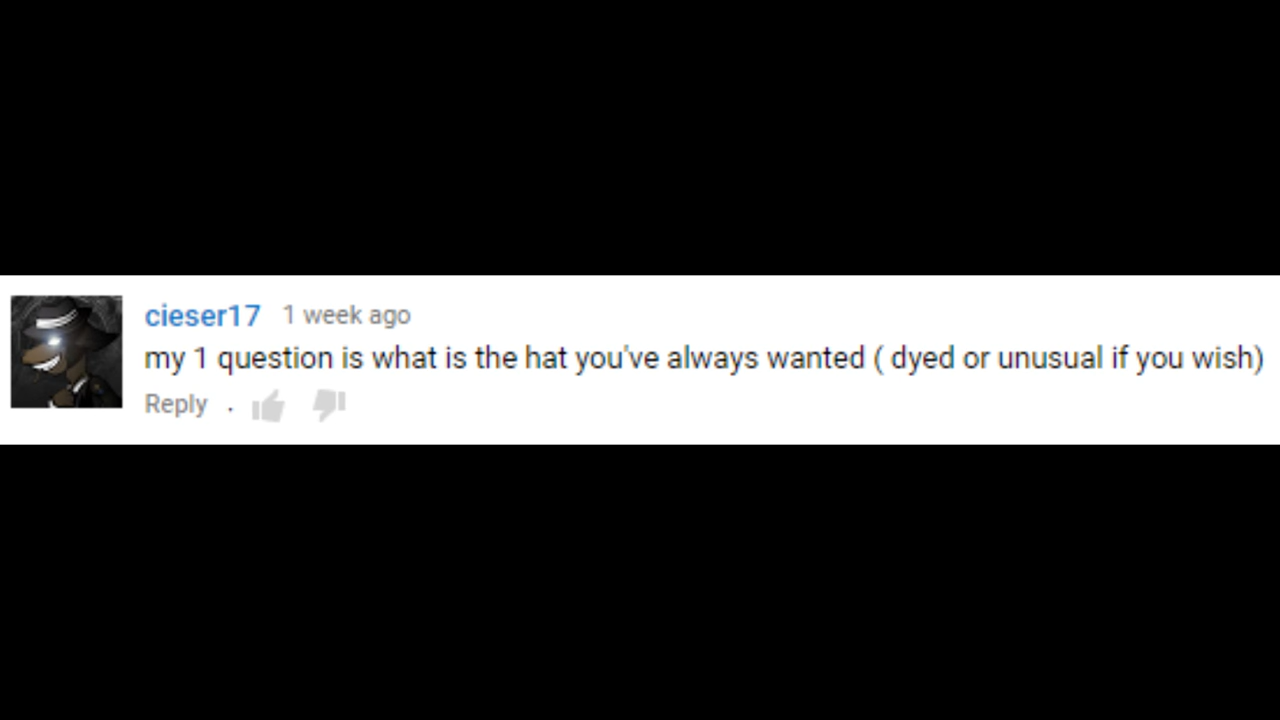 cieser17 1 week ago
my 1 question is what is the hat you've always wanted ( dyed or unusual if you wish)
Reply .